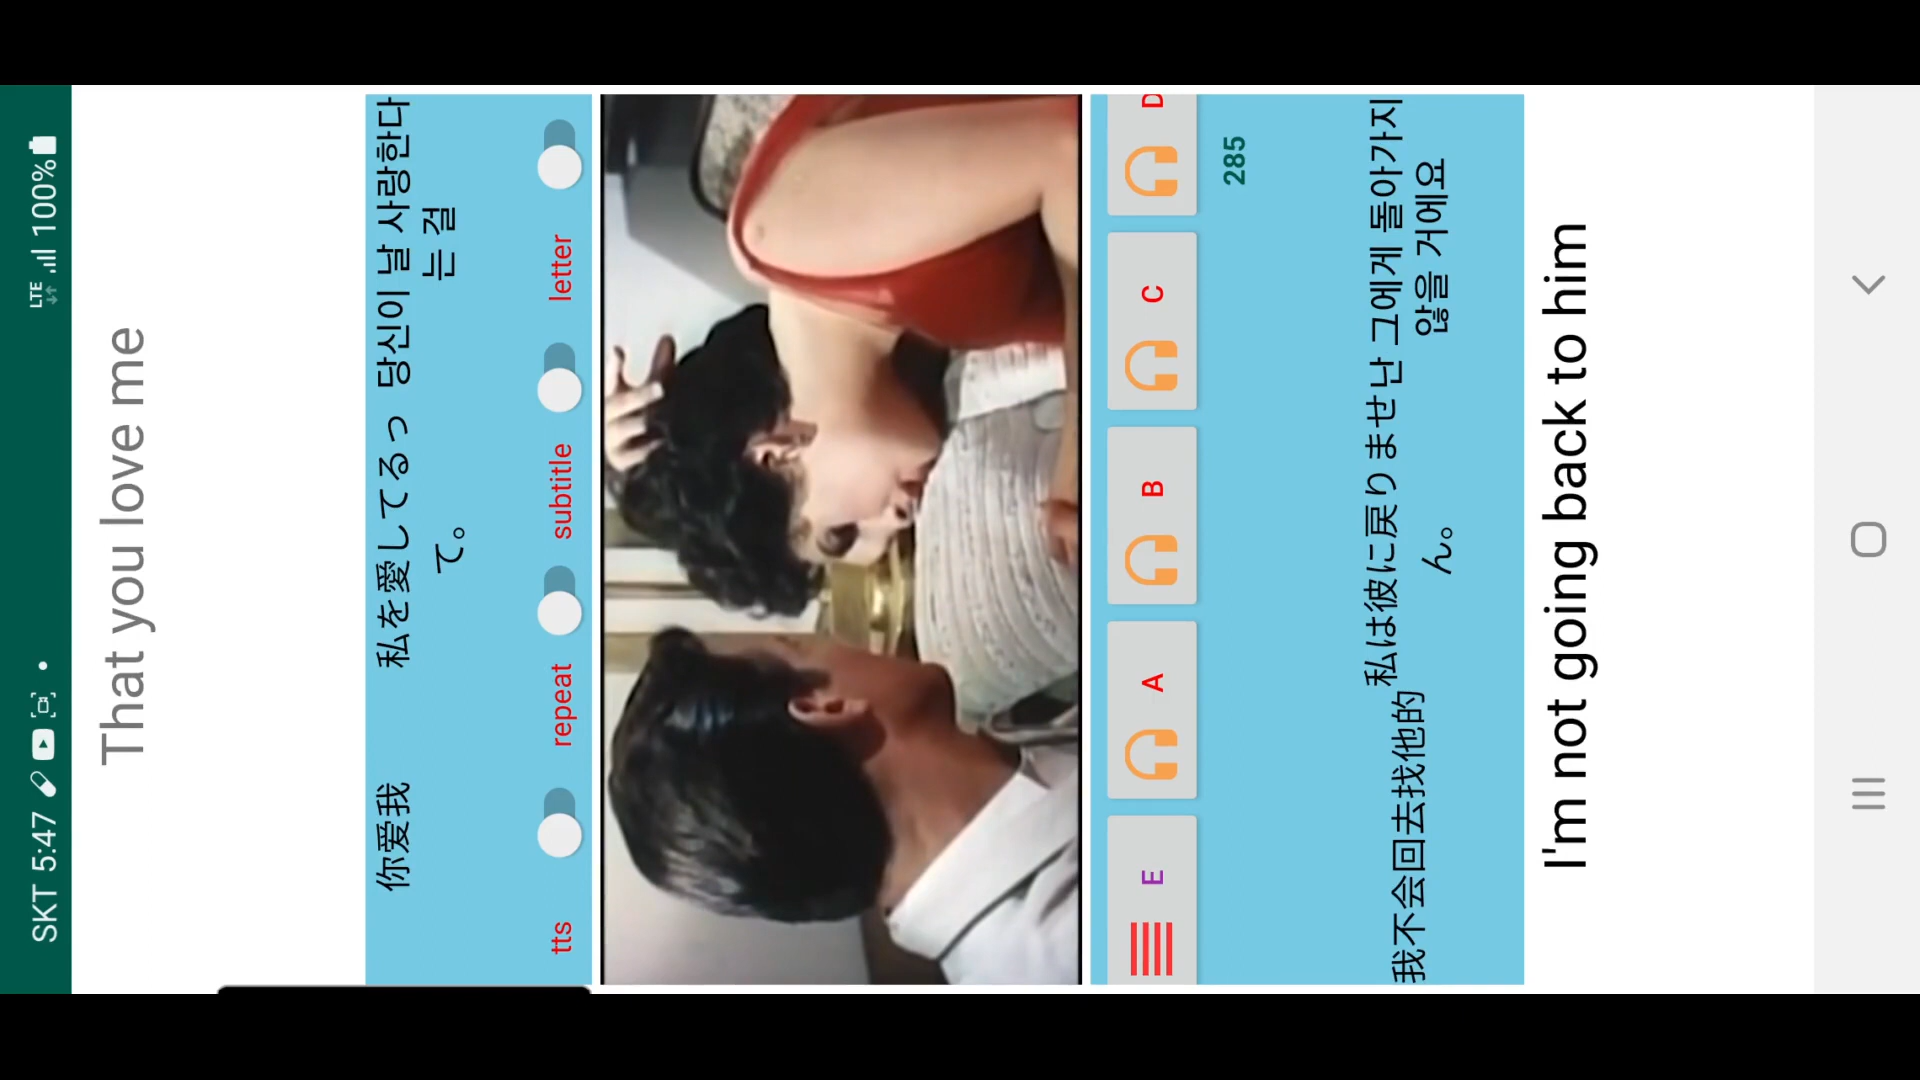 SKT 5:47
LTE 100%
That you love me
你爱我
私を愛してるっ
て。
당신이 날 사랑한다
는 걸
tts
repeat
subtitle
letter
E
A
B
C
D
285
我不会回去找他的
私は彼に戻りませ
ん。
난 그에게 돌아가지
않을 거에요
I'm not going back to him